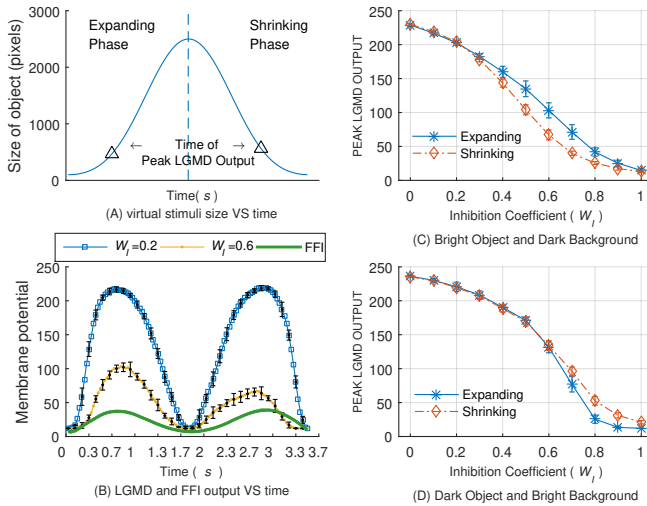 (A)
Expanding Phase
Shrinking Phase
3000
2000
1000
0
Size of object (pixels)
← Time of →
Peak LGMD Output
Time( s )
(A) virtual stimuli size VS time
W_I=0.2
W_I=0.6
FFI
250
200
150
100
50
0
Membrane potential
0 0.3 0.7 1 1.3 1.7 2 2.3 2.7 3 3.3 3.7
Time ( s )
(B) LGMD and FFI output VS time
250
200
150
100
50
0
PEAK LGMD OUTPUT
Expanding
Shrinking
0 0.2 0.4 0.6 0.8 1
Inhibition Coefficient ( W_I )
(C) Bright Object and Dark Background
250
200
150
100
50
0
PEAK LGMD OUTPUT
Expanding
Shrinking
0 0.2 0.4 0.6 0.8 1
Inhibition Coefficient ( W_I )
(D) Dark Object and Bright Background